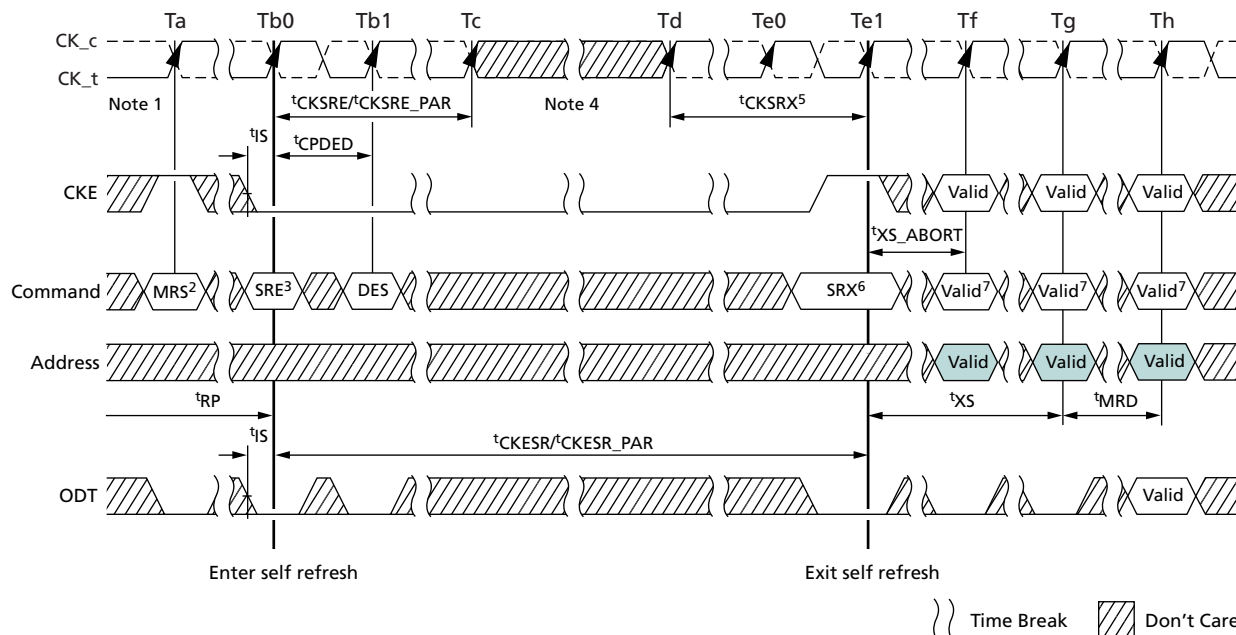 Ta Tb0 Tb1 Tc Td Te0 Te1 Tf Tg Th
CK_c
CK_t
Note 1 tCKSRE/tCKSRE_PAR Note 4 tCKSRX5
tIS tCPDED
CKE Valid Valid Valid
tXS_ABORT
Command MRS2 SRE3 DES SRX6 Valid7 Valid7 Valid7
Address Valid Valid Valid
tRP tXS tMRD
tIS tCKESR/tCKESR_PAR
ODT Valid
Enter self refresh Exit self refresh
Time Break Don't Care